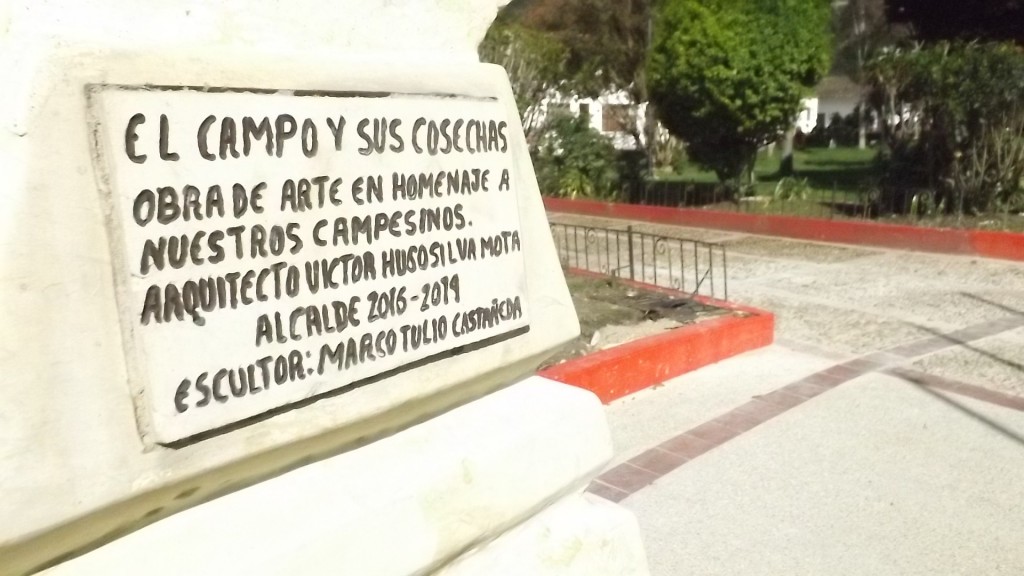 EL CAMPO Y SUS COSECHAS
OBRA DE ARTE EN HOMENAJE A
NUESTROS CAMPESINOS.
ARQUITECTO VICTOR HUGO SILVA MOTA
ALCALDE 2016-2019
ESCULTOR: MARCO TULIO CASTAÑEDA